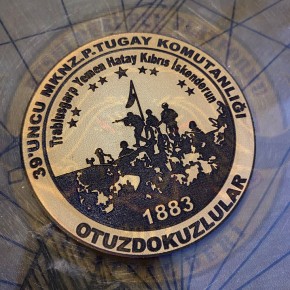 39'UNCU MKNZ.P.TUGAY KOMUTANLIĞI
Trablusgarp Yemen Hatay Kıbrıs İskenderun
1883
OTUZDOKUZLULAR